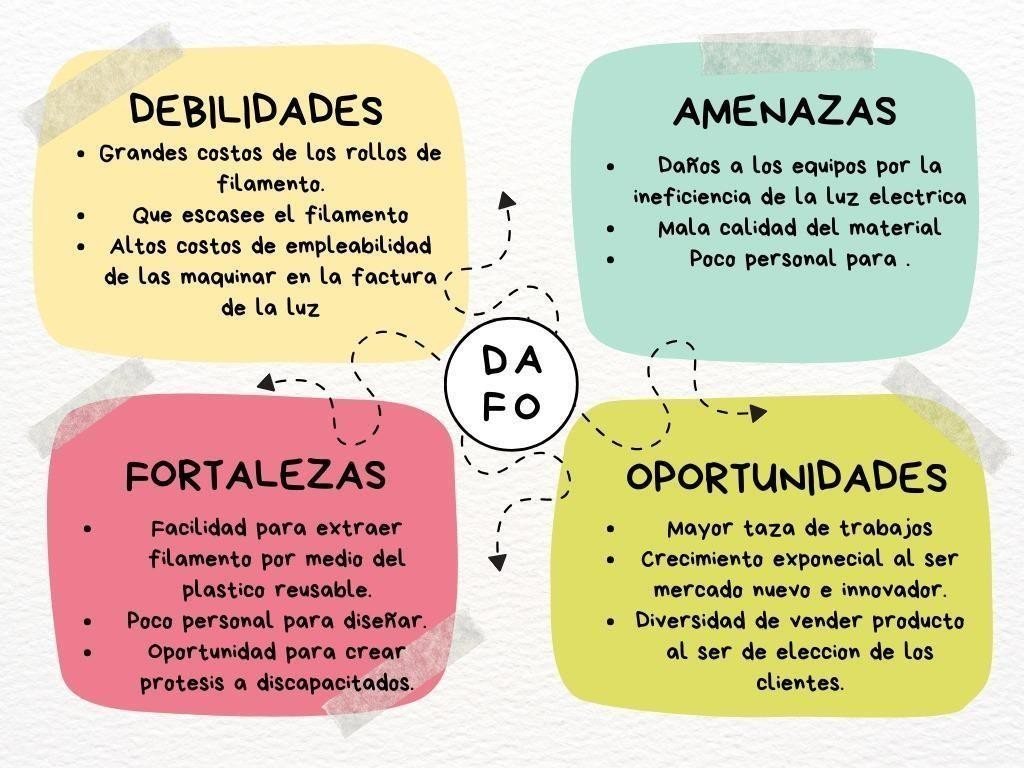 DEBILIDADES
• Grandes costos de los rollos de
filamento.
• Que escasee el filamento
• Altos costos de empleabilidad
de las maquinar en la factura
de la luz
AMENAZAS
• Daños a los equipos por la
ineficiencia de la luz electrica
• Mala calidad del material
• Poco personal para .
DA
FO
FORTALEZAS
• Facilidad para extraer
filamento por medio del
plastico reusable.
• Poco personal para diseñar.
• Oportunidad para crear
protesis a discapacitados.
OPORTUNIDADES
• Mayor taza de trabajos
• Crecimiento exponecial al ser
mercado nuevo e innovador.
• Diversidad de vender producto
al ser de eleccion de los
clientes.